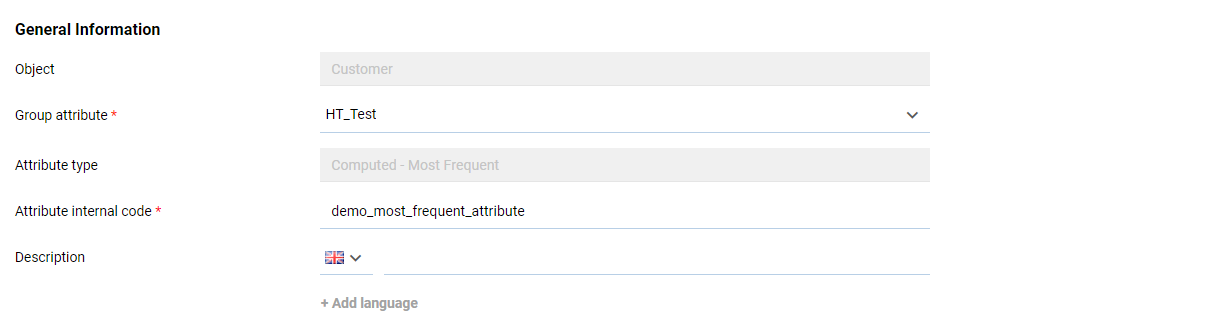 General Information
Object Customer
Group attribute * HT_Test
Attribute type Computed - Most Frequent
Attribute internal code * demo_most_frequent_attribute
Description
+ Add language